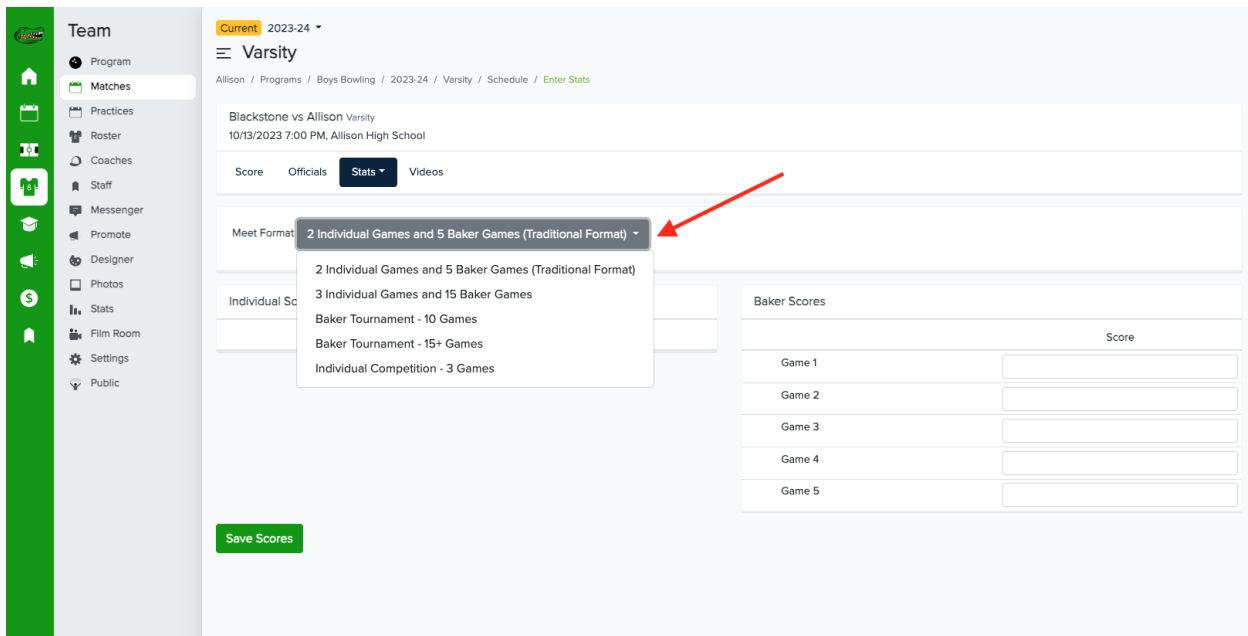 Team
Program
Matches
Practices
Roster
Coaches
Staff
Messenger
Promote
Designer
Photos
Stats
Film Room
Settings
Public
Current 2023-24
Varsity
Allison / Programs / Boys Bowling / 2023-24 / Varsity / Schedule / Enter Stats
Blackstone vs Allison Varsity
10/13/2023 7:00 PM, Allison High School
Score Officials Stats Videos
Meet Format 2 Individual Games and 5 Baker Games (Traditional Format)
2 Individual Games and 5 Baker Games (Traditional Format)
3 Individual Games and 15 Baker Games
Baker Tournament - 10 Games
Baker Tournament - 15+ Games
Individual Competition - 3 Games
Individual Sc
Baker Scores
Score
Game 1
Game 2
Game 3
Game 4
Game 5
Save Scores